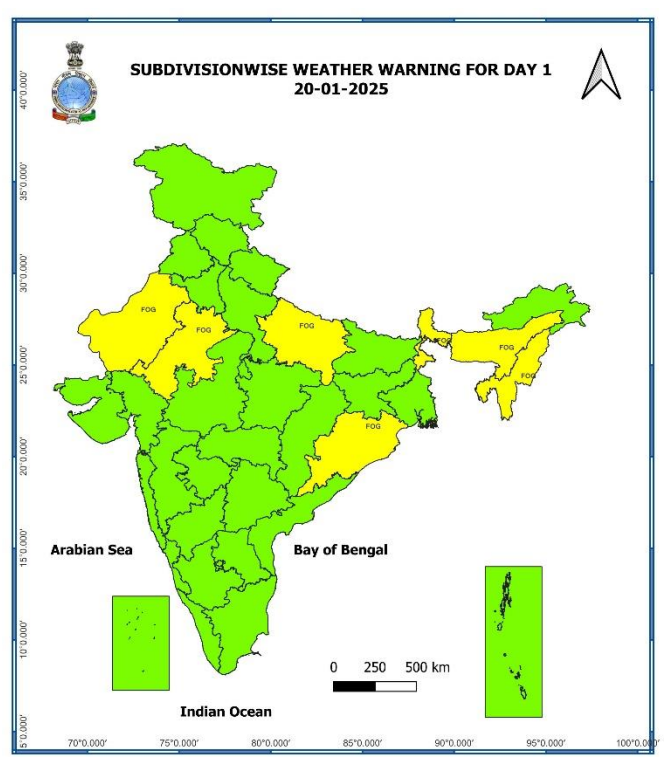 SUBDIVISIONWISE WEATHER WARNING FOR DAY 1
20-01-2025
40°0.000'
35°0.000'
30°0.000'
25°0.000'
20°0.000'
15°0.000'
10°0.000'
5°0.000'
FOG
FOG
FOG
FOG
FOG
FOG
FOG
Arabian Sea
Bay of Bengal
0 250 500 km
Indian Ocean
70°0.000' 75°0.000' 80°0.000' 85°0.000' 90°0.000' 95°0.000' 100°0.000'